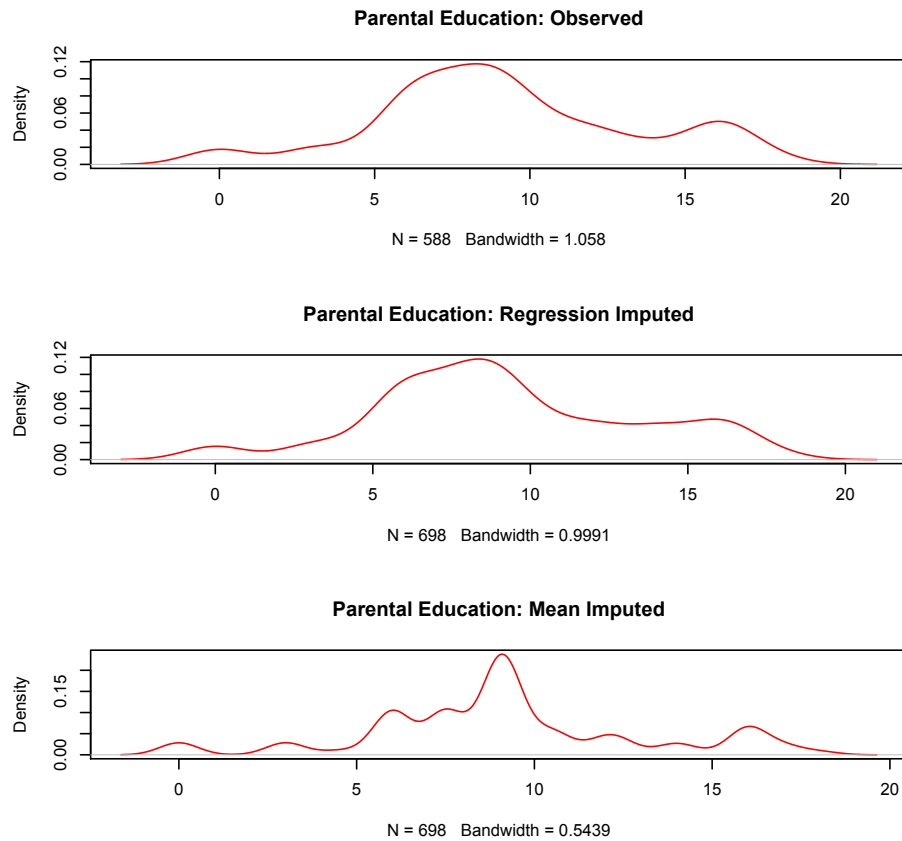 Parental Education: Observed
Density
0.00 0.06 0.12
0 5 10 15 20
N = 588 Bandwidth = 1.058
Parental Education: Regression Imputed
Density
0.00 0.06 0.12
0 5 10 15 20
N = 698 Bandwidth = 0.9991
Parental Education: Mean Imputed
Density
0.00 0.15
0 5 10 15 20
N = 698 Bandwidth = 0.5439